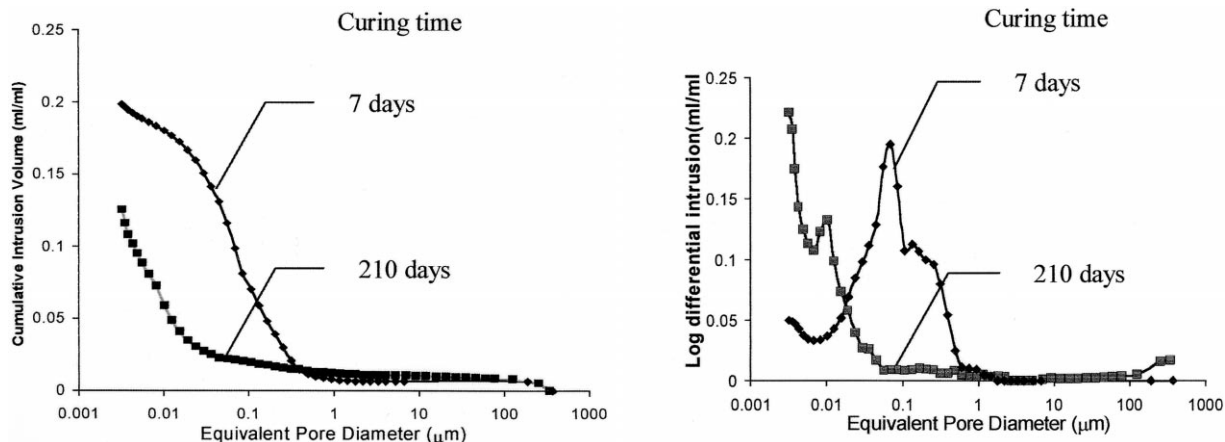 Curing time
7 days
210 days
Cumulative Intrusion Volume (ml/ml)
0.2
0.15
0.1
0.05
0
0.001 0.01 0.1 1 10 100 1000
Equivalent Pore Diameter (μm)
Curing time
7 days
210 days
Log differential intrusion(ml/ml)
0.25
0.2
0.15
0.1
0.05
0
0.001 0.01 0.1 1 10 100 1000
Equivalent Pore Diameter (μm)